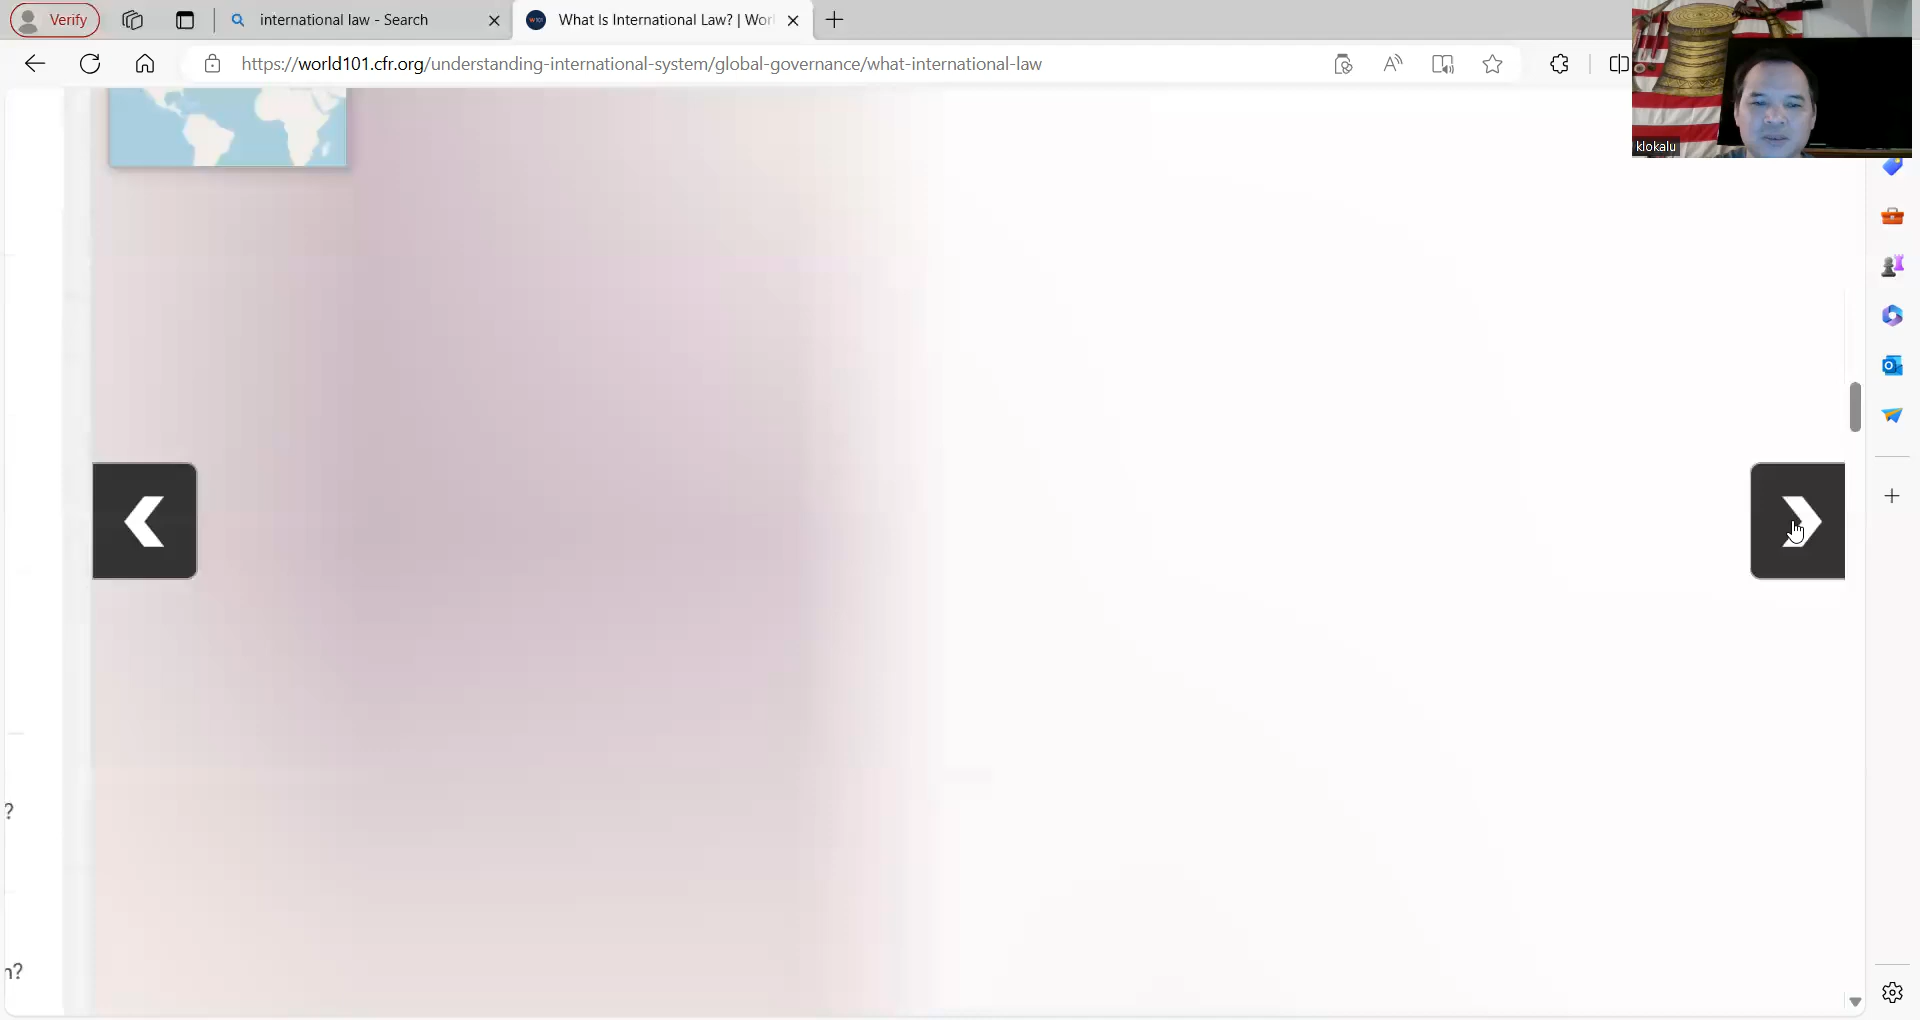 Verify
international law - Search
What Is International Law? | Wor
https://world101.cfr.org/understanding-international-system/global-governance/what-international-law
klokalu
?
n?